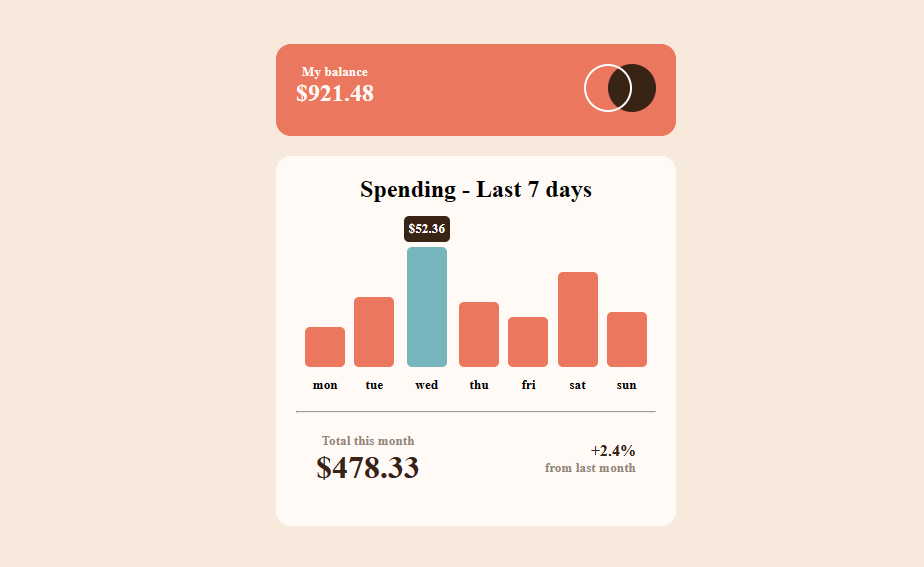 My balance
$921.48
Spending - Last 7 days
$52.36
mon tue wed thu fri sat sun
Total this month
$478.33
+2.4%
from last month